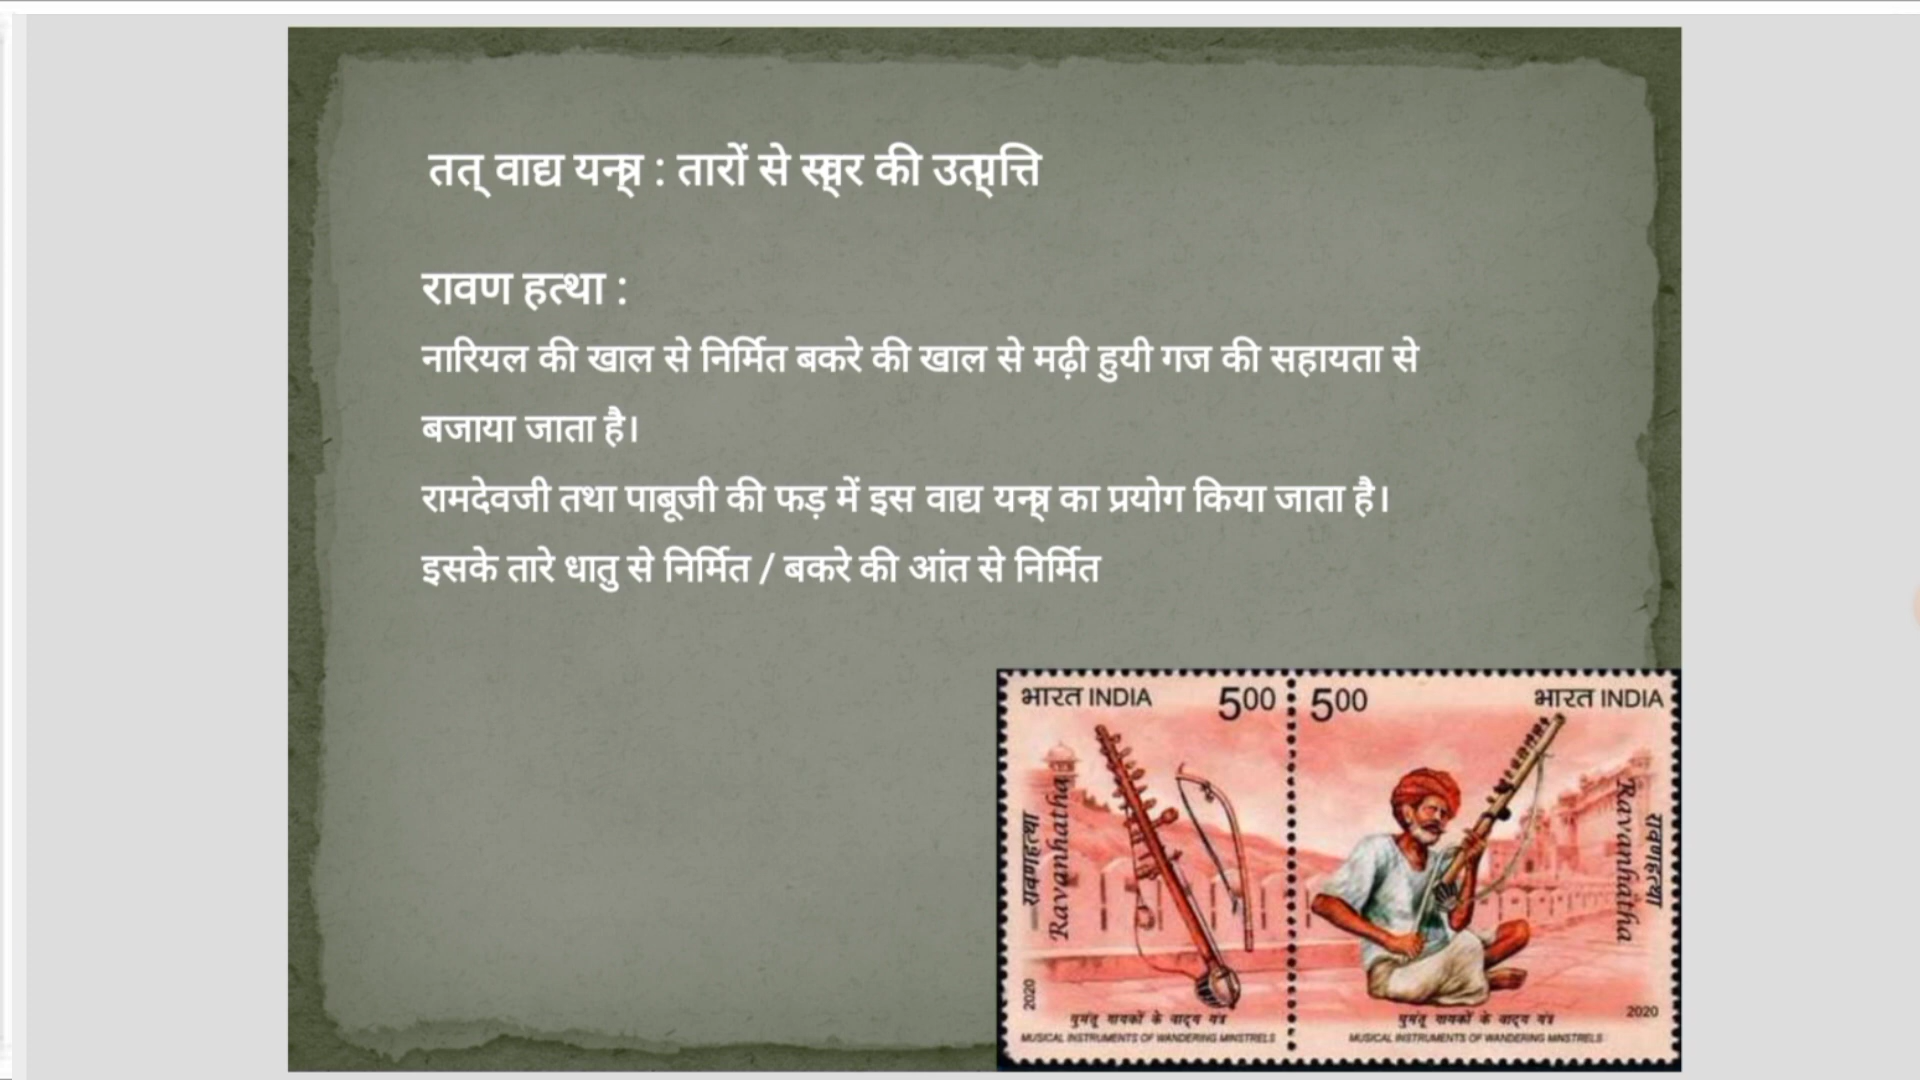 तत् वाद्य यन्त्र : तारों से स्वर की उत्पत्ति
रावण हत्था :
नारियल की खाल से निर्मित बकरे की खाल से मढ़ी हुयी गज की सहायता से
बजाया जाता है।
रामदेवजी तथा पाबूजी की फड़ में इस वाद्य यन्त्र का प्रयोग किया जाता है।
इसके तारे धातु से निर्मित / बकरे की आंत से निर्मित
भारत INDIA 500
500 भारत INDIA
रावणहत्था
Ravanhatha
2020
घुमंतू गायकों के वाद्य यंत्र
MUSICAL INSTRUMENTS OF WANDERING MINSTRELS
Ravanhatha
रावणहत्था
2020
घुमंतू गायकों के वाद्य यंत्र
MUSICAL INSTRUMENTS OF WANDERING MINSTRELS